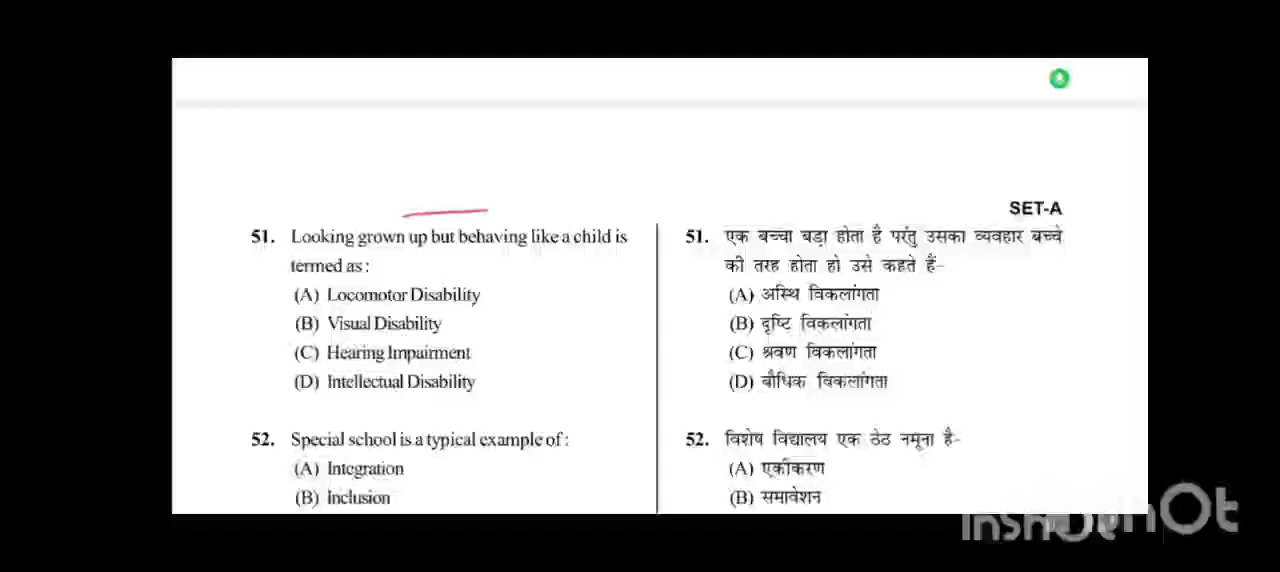 SET-A
51. Looking grown up but behaving like a child is
termed as :
(A) Locomotor Disability
(B) Visual Disability
(C) Hearing Impairment
(D) Intellectual Disability
52. Special school is a typical example of :
(A) Integration
(B) Inclusion
51. एक बच्चा बड़ा होता है परंतु उसका व्यवहार बच्चे
की तरह होता हो उसे कहते हैं-
(A) अस्थि विकलांगता
(B) दृष्टि विकलांगता
(C) श्रवण विकलांगता
(D) बौधिक विकलांगता
52. विशेष विद्यालय एक ठेठ नमूना है-
(A) एकीकरण
(B) समावेशन